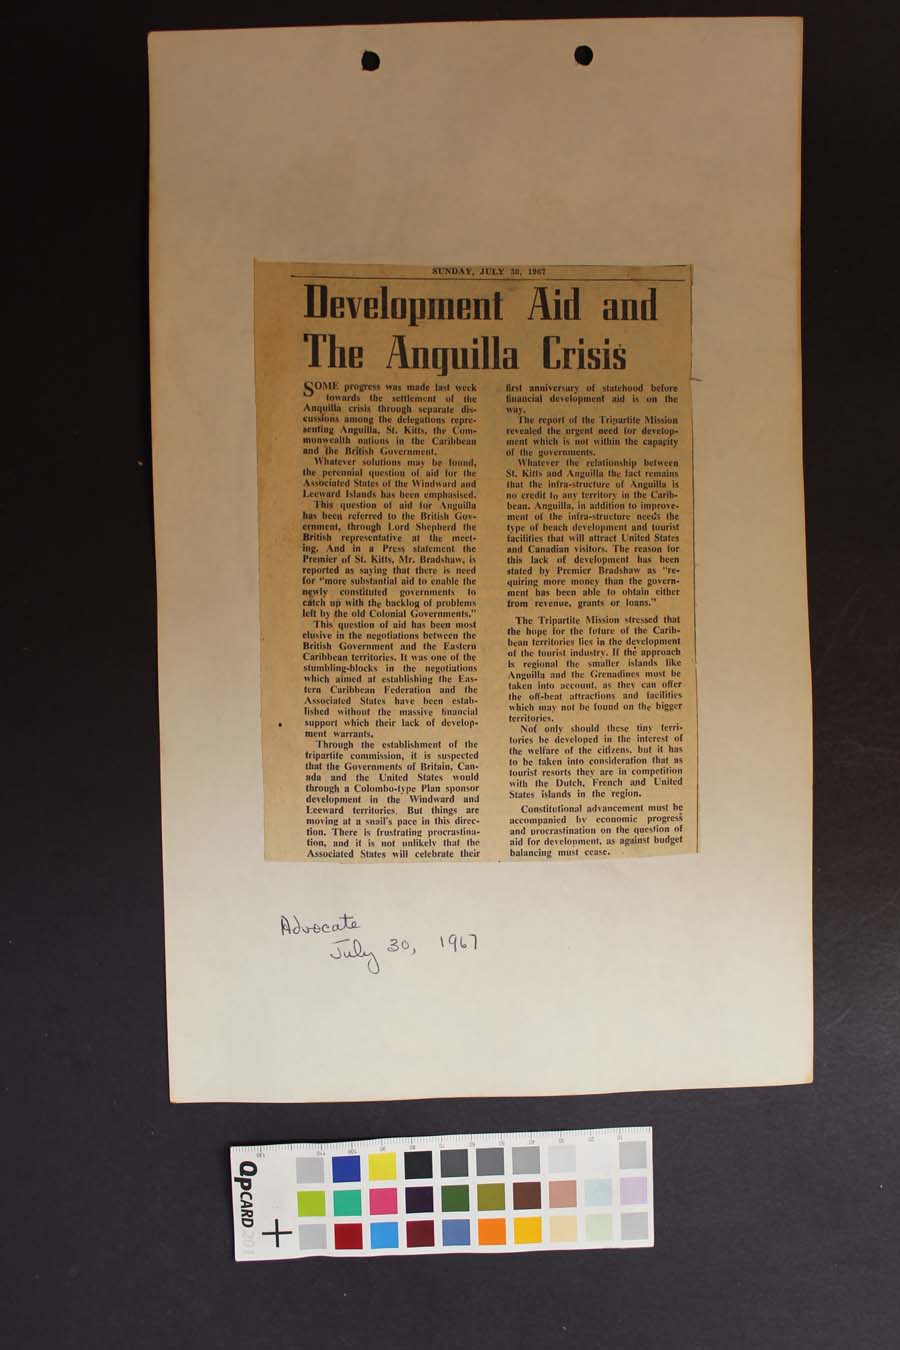 SUNDAY, JULY 30, 1967
Development Aid and
The Anguilla Crisis
SOME progress was made last week
towards the settlement of the
Anquilla crisis through separate dis-
cussions among the delegations repre-
senting Anguilla, St. Kitts, the Com-
monwealth nations in the Caribbean
and the British Government.
Whatever solutions may be found,
the perennial question of aid for the
Associated States of the Windward and
Leeward Islands has been emphasised.
This question of aid for Anguilla
has been referred to the British Gov-
ernment, through Lord Shepherd the
British representative at the meet-
ing. And in a Press statement the
Premier of St. Kitts, Mr. Bradshaw, is
reported as saying that there is need
for "more substantial aid to enable the
newly constituted governments to
catch up with the backlog of problems
left by the old Colonial Governments."
This question of aid has been most
elusive in the negotiations between the
British Government and the Eastern
Caribbean territories. It was one of the
stumbling-blocks in the negotiations
which aimed at establishing the Eas-
tern Caribbean Federation and the
Associated States have been estab-
lished without the massive financial
support which their lack of develop-
ment warrants.
Through the establishment of the
tripartite commission, it is suspected
that the Governments of Britain, Can-
ada and the United States would
through a Colombo-type Plan sponsor
development in the Windward and
Leeward territories. But things are
moving at a snail's pace in this direc-
tion. There is frustrating procrastina-
tion, and it is not unlikely that the
Associated States will celebrate their
first anniversary of statehood before
financial development aid is on the
way.
The report of the Tripartite Mission
revealed the urgent need for develop-
ment which is not within the capacity
of the governments.
Whatever the relationship between
St. Kitts and Anguilla the fact remains
that the infra-structure of Anguilla is
no credit to any territory in the Carib-
bean. Anguilla, in addition to improve-
ment of the infra-structure needs the
type of beach development and tourist
facilities that will attract United States
and Canadian visitors. The reason for
this lack of development has been
stated by Premier Bradshaw as "re-
quiring more money than the govern-
ment has been able to obtain either
from revenue, grants or loans."
The Tripartite Mission stressed that
the hope for the future of the Carib-
bean territories lies in the development
of the tourist industry. If the approach
is regional the smaller islands like
Anguilla and the Grenadines must be
taken into account, as they can offer
the off-beat attractions and facilities
which may not be found on the bigger
territories.
Not only should these tiny terri-
tories be developed in the interest of
the welfare of the citizens, but it has
to be taken into consideration that as
tourist resorts they are in competition
with the Dutch, French and United
States islands in the region.
Constitutional advancement must be
accompanied by economic progress
and procrastination on the question of
aid for development, as against budget
balancing must cease.
Advocate
July 30, 1967
QPCARD 201